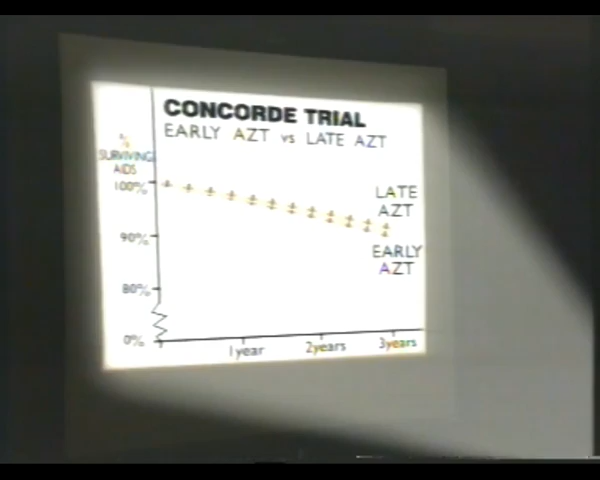 CONCORDE TRIAL
EARLY AZT vs LATE AZT
%
SURVIVING
AIDS
100%
90%
80%
0%
LATE
AZT
EARLY
AZT
1year
2years
3years